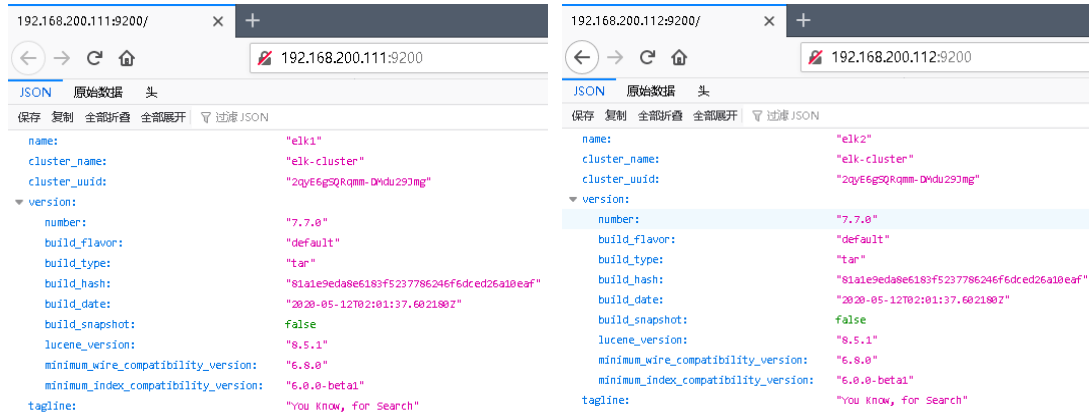 192.168.200.111:9200/
192.168.200.111:9200
JSON 原始数据 头
保存 复制 全部折叠 全部展开 过滤 JSON
name: "elk1"
cluster_name: "elk-cluster"
cluster_uuid: "2qyE6gSQRqmm-DMdu29Jmg"
version:
number: "7.7.0"
build_flavor: "default"
build_type: "tar"
build_hash: "81a1e9eda8e6183f5237786246f6dced26a10eaf"
build_date: "2020-05-12T02:01:37.602180Z"
build_snapshot: false
lucene_version: "8.5.1"
minimum_wire_compatibility_version: "6.8.0"
minimum_index_compatibility_version: "6.0.0-beta1"
tagline: "You Know, for Search"
192.168.200.112:9200/
192.168.200.112:9200
JSON 原始数据 头
保存 复制 全部折叠 全部展开 过滤 JSON
name: "elk2"
cluster_name: "elk-cluster"
cluster_uuid: "2qyE6gSQRqmm-DMdu29Jmg"
version:
number: "7.7.0"
build_flavor: "default"
build_type: "tar"
build_hash: "81a1e9eda8e6183f5237786246f6dced26a10eaf"
build_date: "2020-05-12T02:01:37.602180Z"
build_snapshot: false
lucene_version: "8.5.1"
minimum_wire_compatibility_version: "6.8.0"
minimum_index_compatibility_version: "6.0.0-beta1"
tagline: "You Know, for Search"